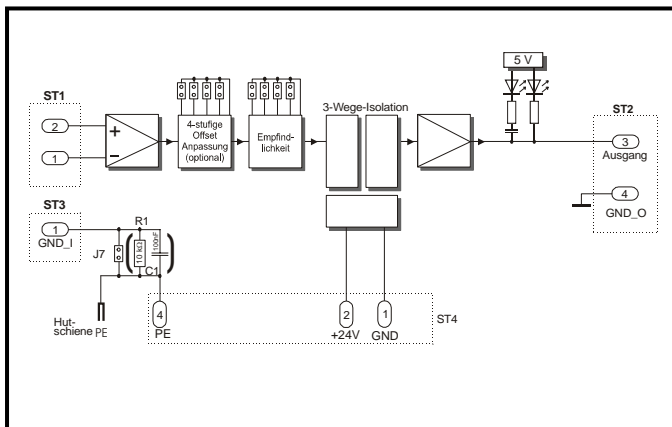 5 V
ST1
2
1
+
−
4-stufige
Offset
Anpassung
(optional)
Empfind-
lichkeit
3-Wege-Isolation
ST2
3
Ausgang
4
GND_O
ST3
1
GND_I
R1
J7
10 kΩ
100nF
C1
Hut-
schiene PE
4
PE
2
+24V
1
GND
ST4